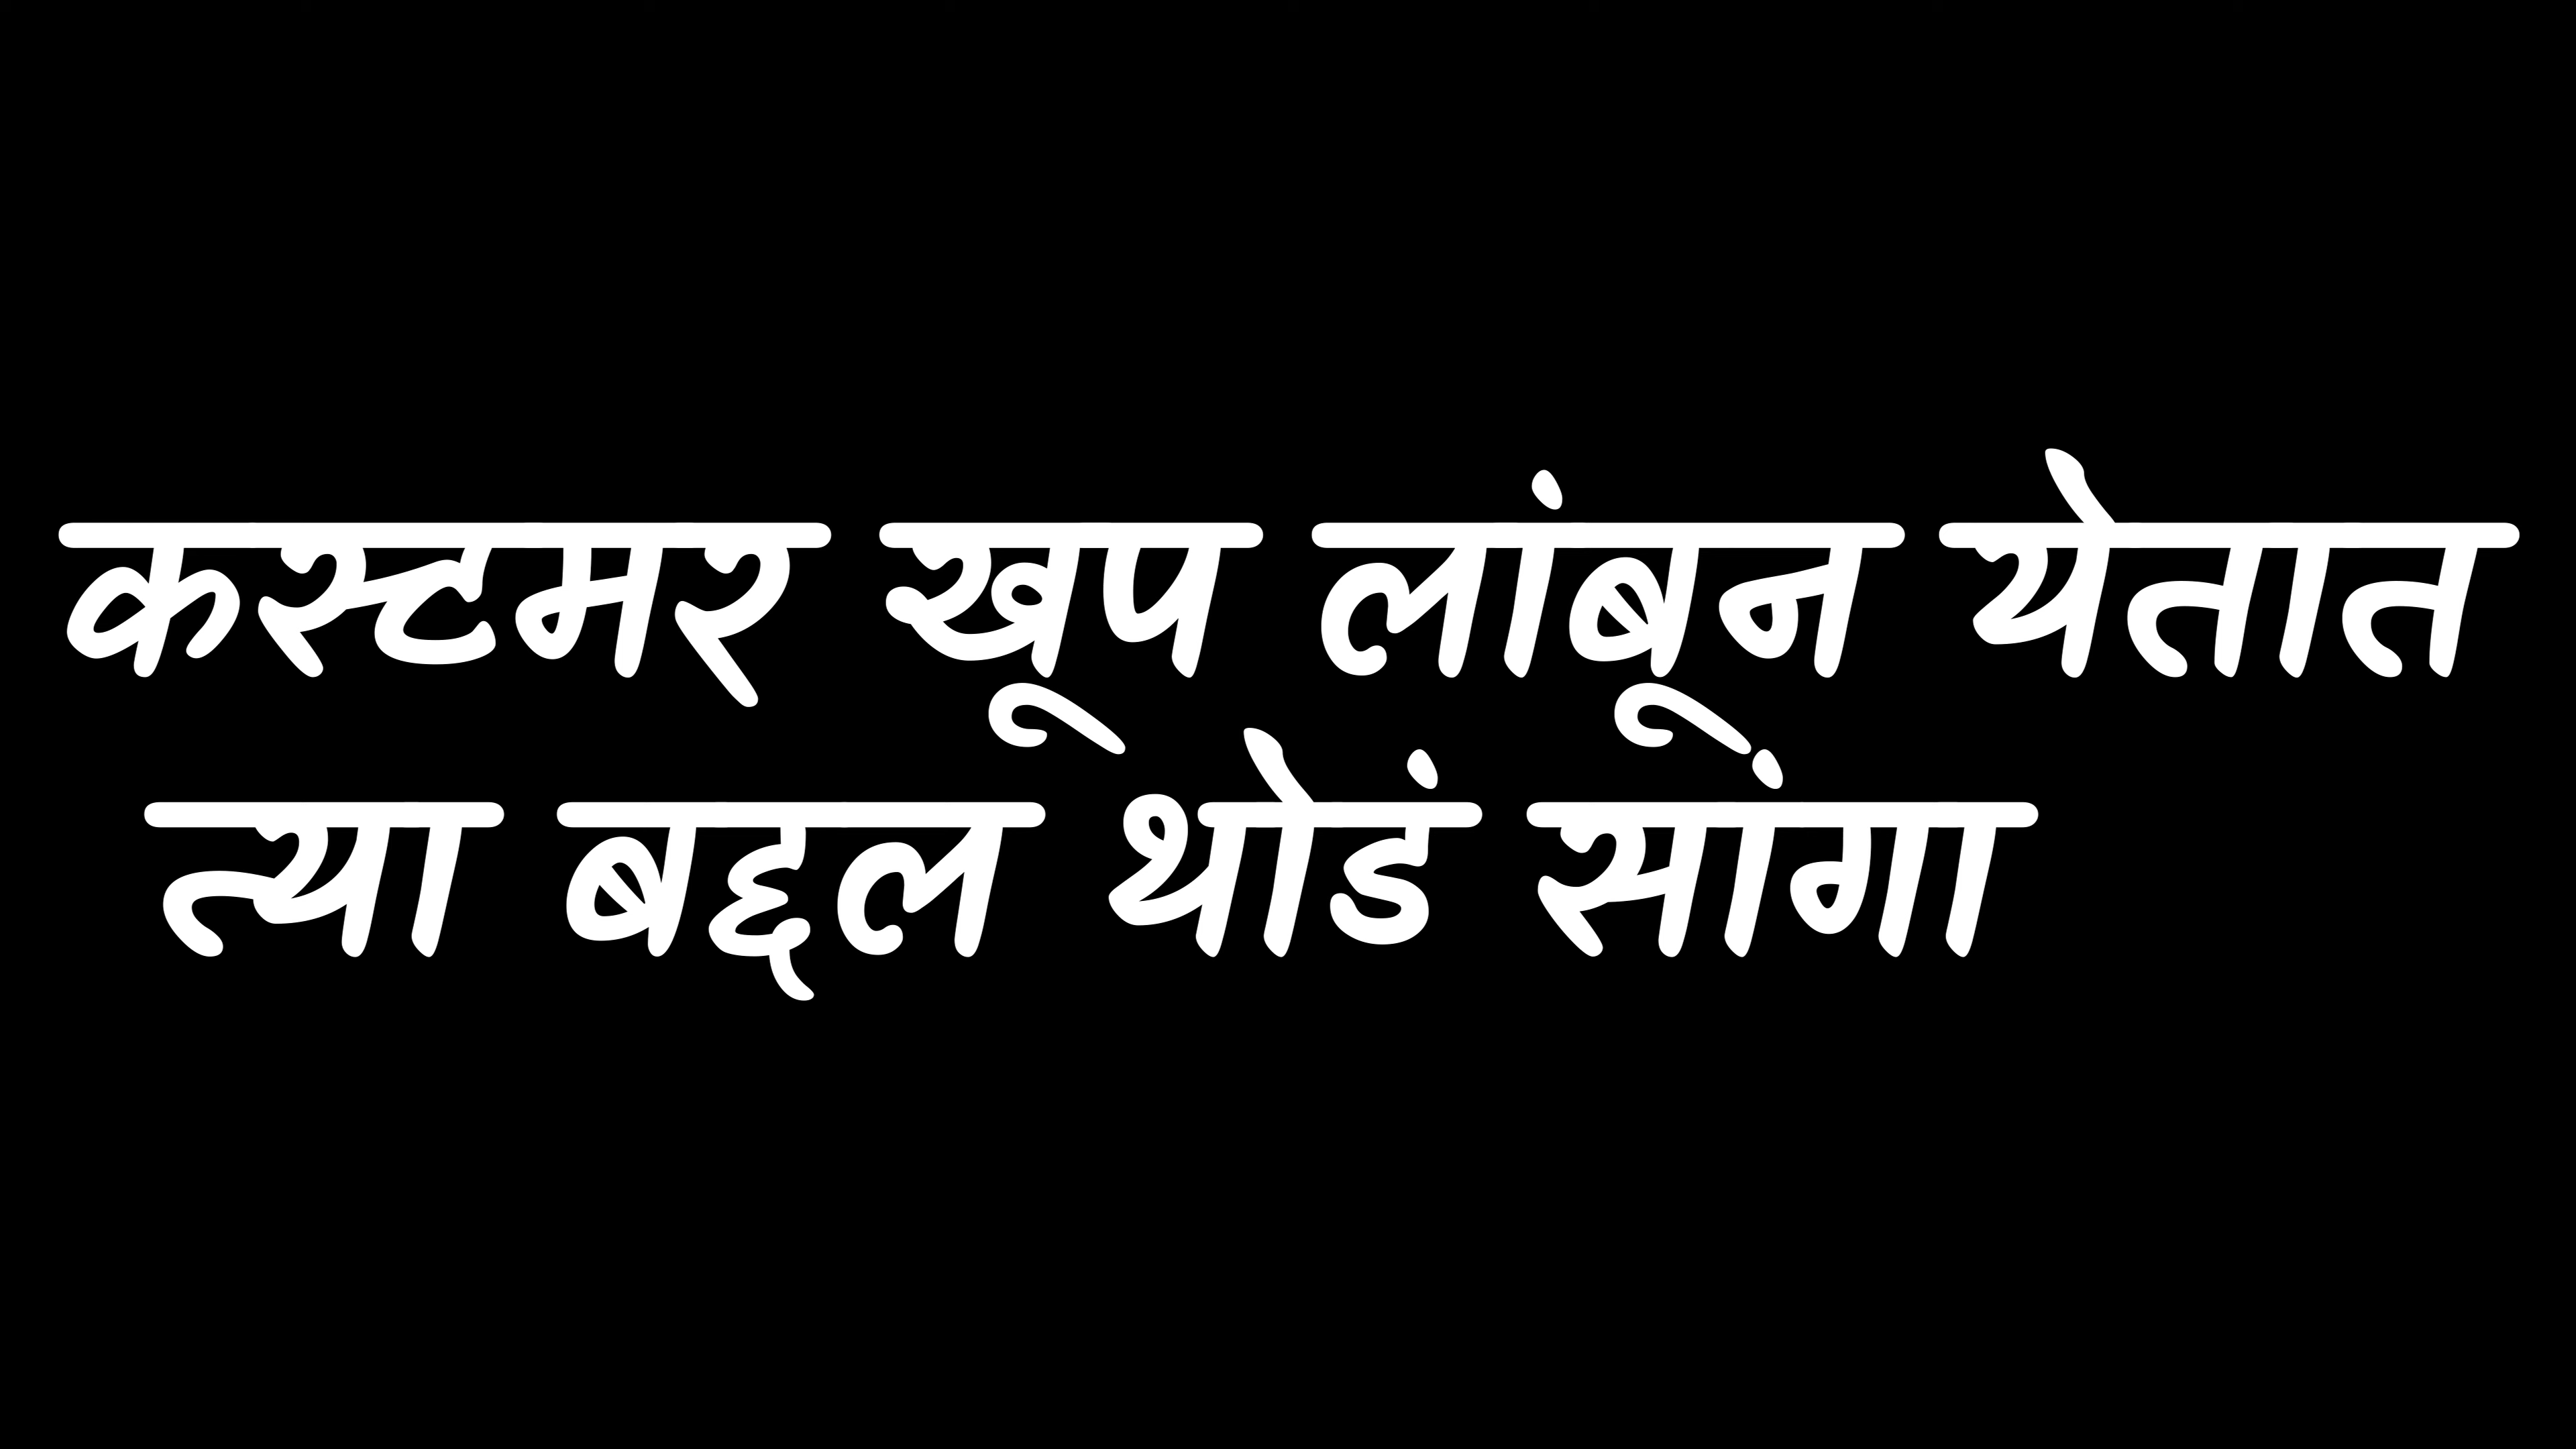 कस्टमर खूप लांबून येतात
त्या बद्दल थोडं सांगा